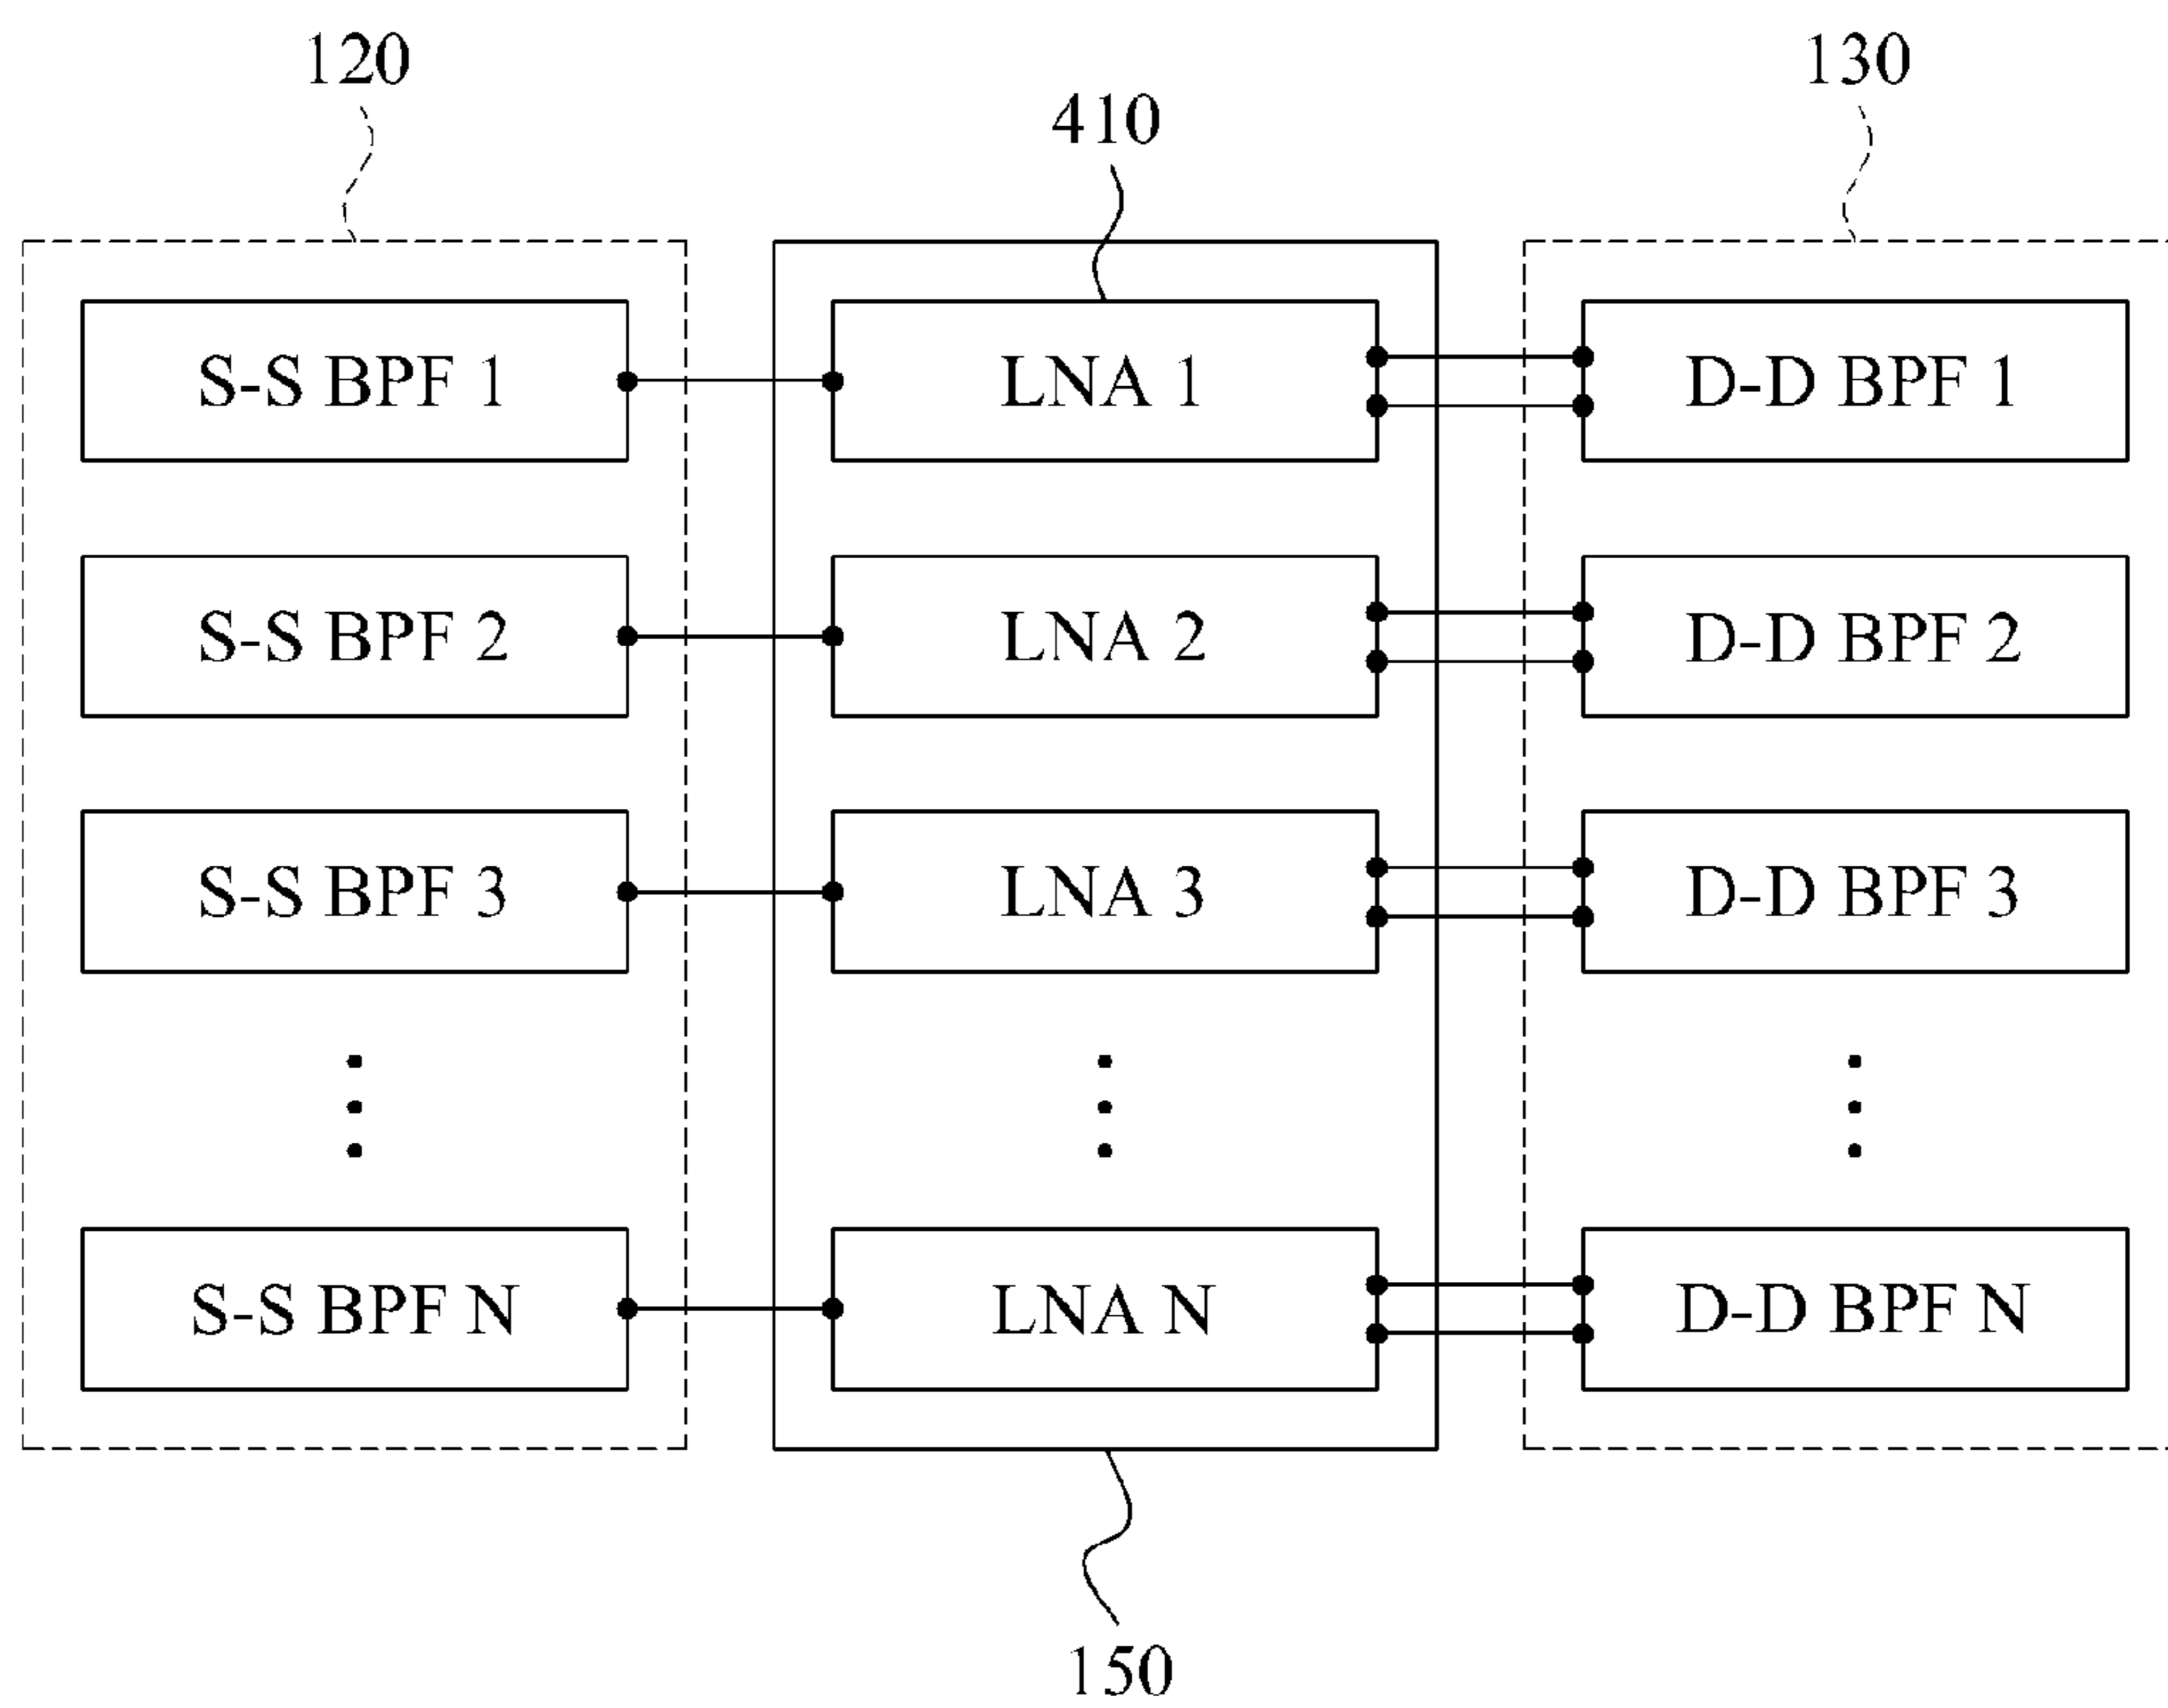 120
130
410
S-S BPF 1
LNA 1
D-D BPF 1
S-S BPF 2
LNA 2
D-D BPF 2
S-S BPF 3
LNA 3
D-D BPF 3
S-S BPF N
LNA N
D-D BPF N
150